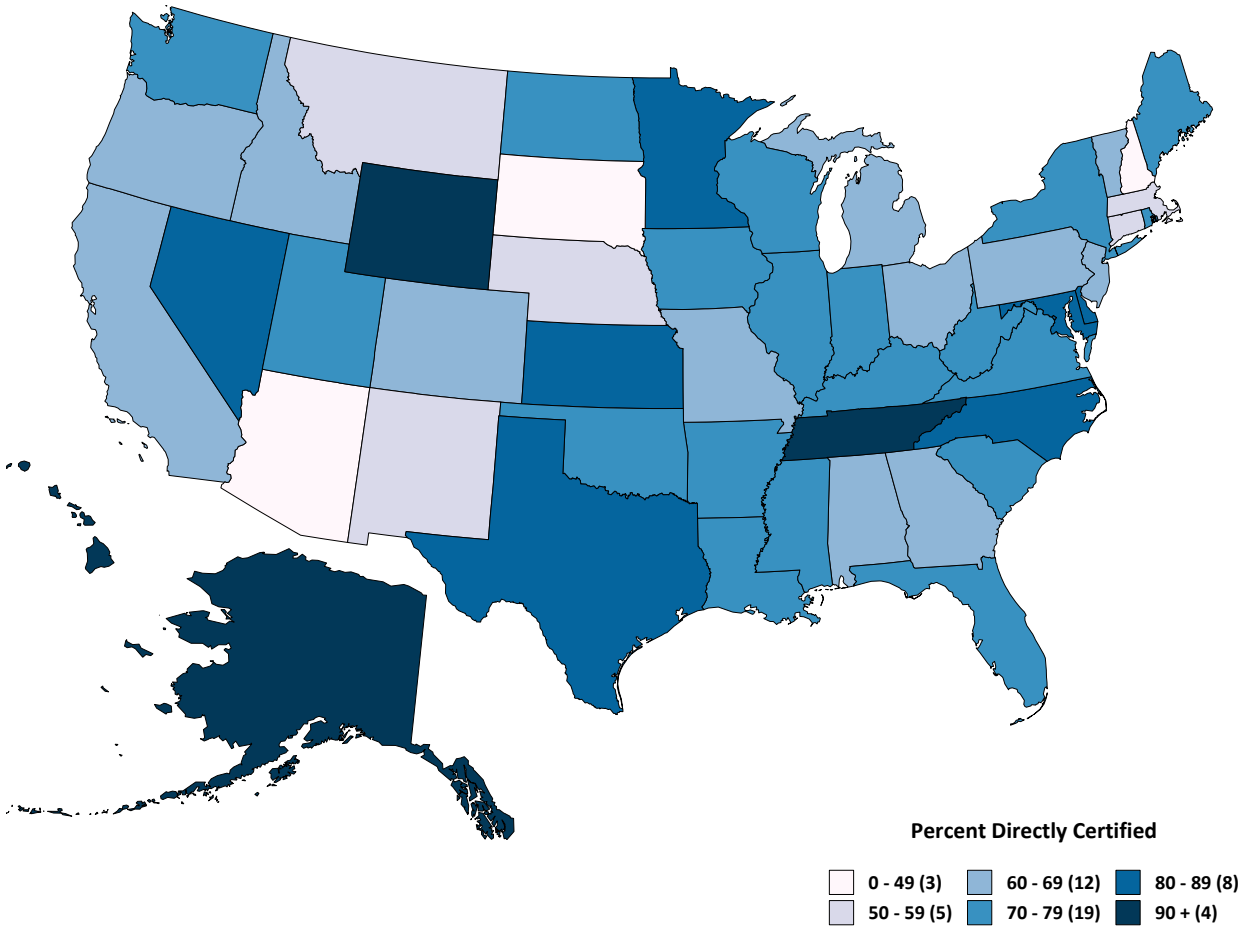 Percent Directly Certified
0 - 49 (3) 60 - 69 (12) 80 - 89 (8)
50 - 59 (5) 70 - 79 (19) 90 + (4)